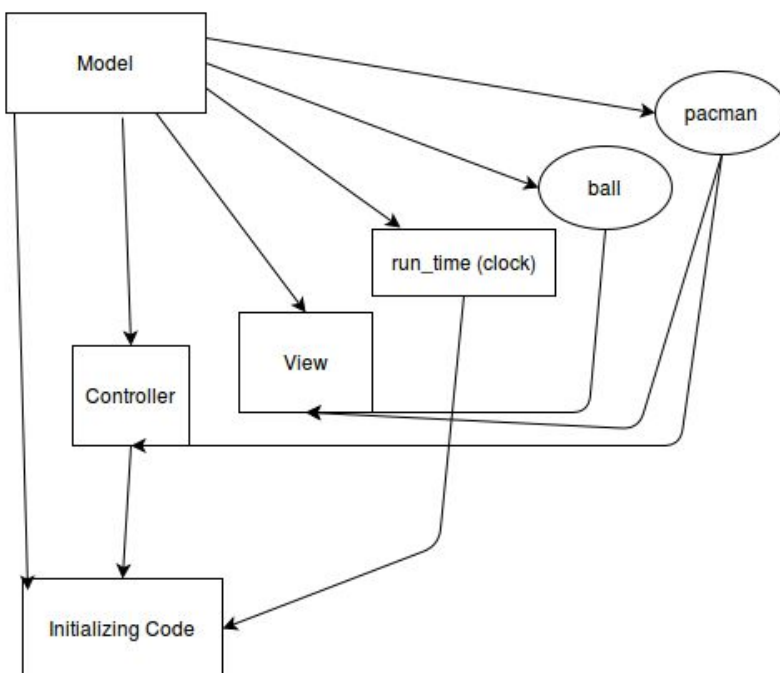 Model
pacman
ball
run_time (clock)
View
Controller
Initializing Code